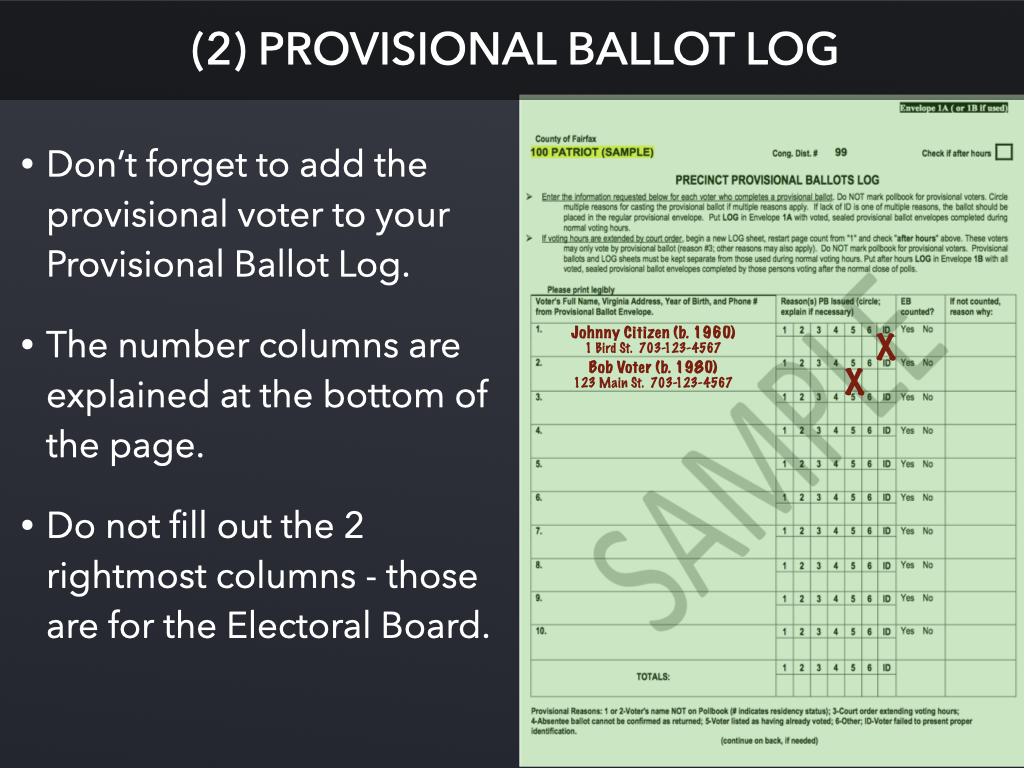 (2) PROVISIONAL BALLOT LOG
• Don’t forget to add the
provisional voter to your
Provisional Ballot Log.
• The number columns are
explained at the bottom of
the page.
• Do not fill out the 2
rightmost columns - those
are for the Electoral Board.
Envelope 1A ( or 1B if used)
County of Fairfax
100 PATRIOT (SAMPLE) Cong. Dist. # 99 Check if after hours
PRECINCT PROVISIONAL BALLOTS LOG
➢ Enter the information requested below for each voter who completes a provisional ballot. Do NOT mark pollbook for provisional voters. Circle
multiple reasons for casting the provisional ballot if multiple reasons apply. If lack of ID is one of multiple reasons, the ballot should be
placed in the regular provisional envelope. Put LOG in Envelope 1A with voted, sealed provisional ballot envelopes completed during
normal voting hours.
➢ If voting hours are extended by court order, begin a new LOG sheet, restart page count from "1" and check "after hours" above. These voters
may only vote by provisional ballot (reason #3; other reasons may also apply). Do NOT mark pollbook for provisional voters. Provisional
ballots and LOG sheets must be kept separate from those used during normal voting hours. Put after hours LOG in Envelope 1B with all
voted, sealed provisional ballot envelopes completed by those persons voting after the normal close of polls.
Please print legibly
Voter's Full Name, Virginia Address, Year of Birth, and Phone # Reason(s) PB Issued (circle; EB If not counted,
from Provisional Ballot Envelope. explain if necessary) counted? reason why:
1. Johnny Citizen (b. 1960) 1 2 3 4 5 6 ID Yes No
1 Bird St. 703-123-4567 X
2. Bob Voter (b. 1980) 1 2 3 4 5 6 ID Yes No
123 Main St. 703-123-4567 X
3. 1 2 3 4 5 6 ID Yes No
4. 1 2 3 4 5 6 ID Yes No
5. 1 2 3 4 5 6 ID Yes No
6. 1 2 3 4 5 6 ID Yes No
7. 1 2 3 4 5 6 ID Yes No
8. 1 2 3 4 5 6 ID Yes No
9. 1 2 3 4 5 6 ID Yes No
10. 1 2 3 4 5 6 ID Yes No
1 2 3 4 5 6 ID
TOTALS:
SAMPLE
Provisional Reasons: 1 or 2-Voter's name NOT on Pollbook (# indicates residency status); 3-Court order extending voting hours;
4-Absentee ballot cannot be confirmed as returned; 5-Voter listed as having already voted; 6-Other; ID-Voter failed to present proper
identification.
(continue on back, if needed)